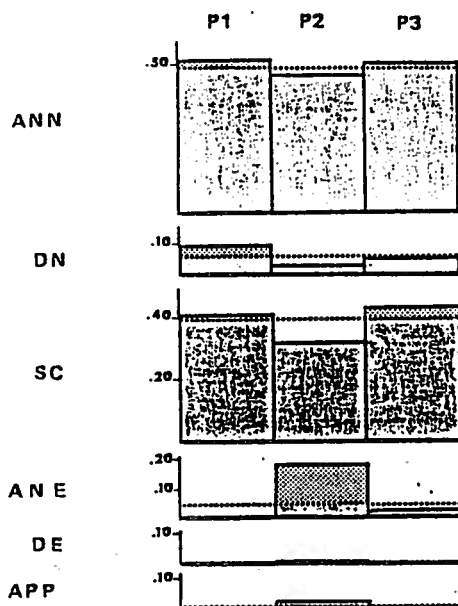 P1 P2 P3
.50
ANN
.10
DN
.40
SC
.20
.20
ANE
.10
.10
DE
.10
APP